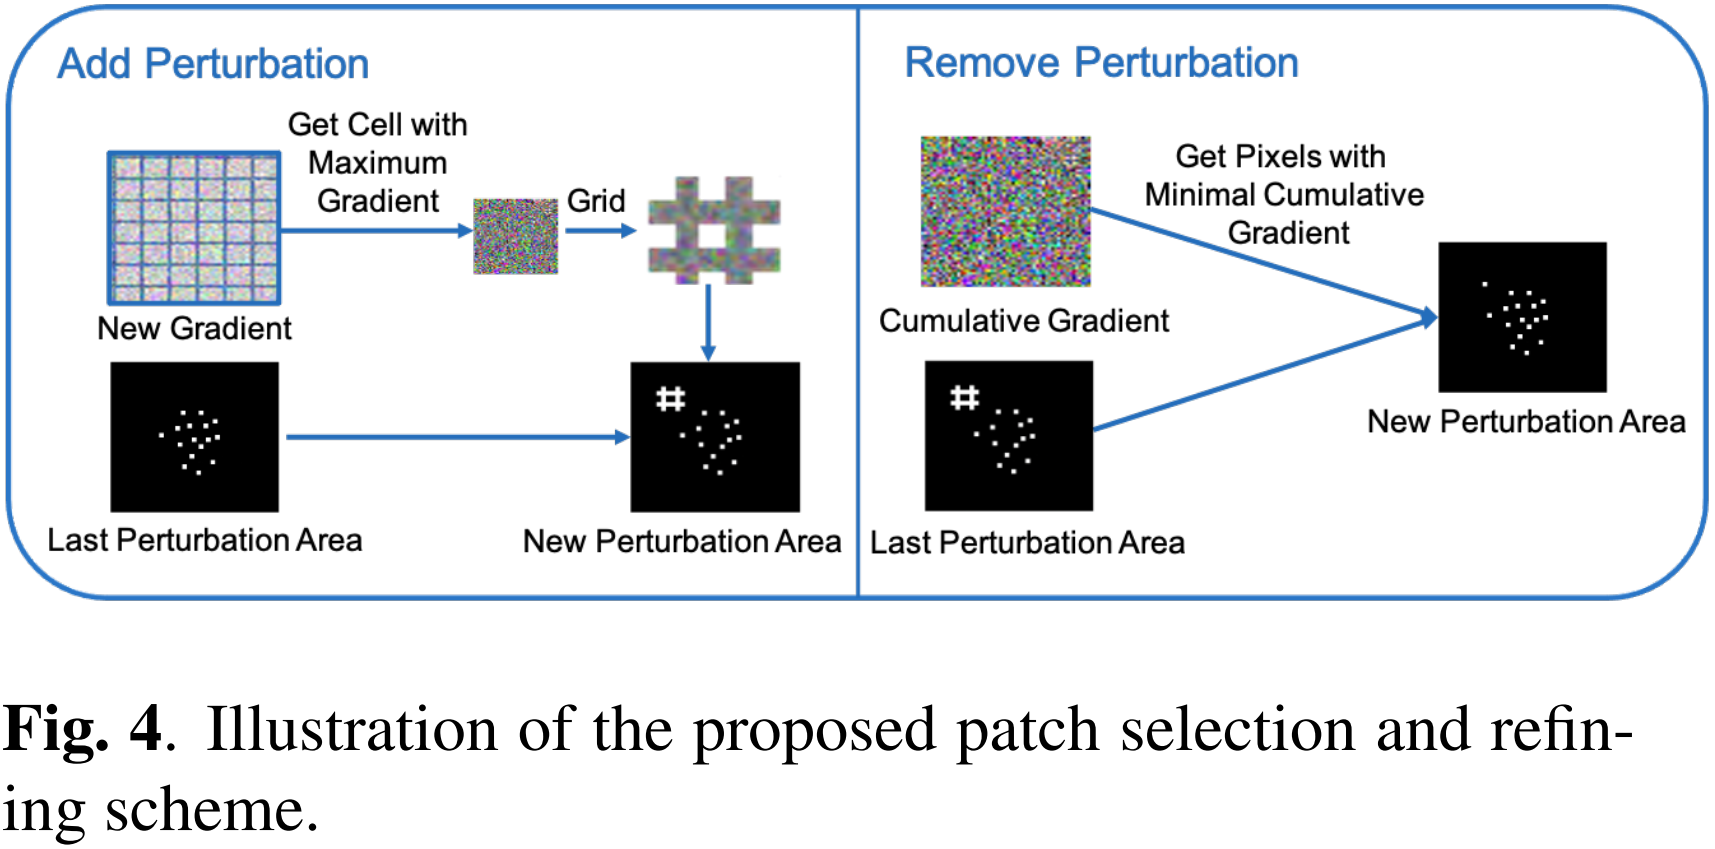 Add Perturbation
Get Cell with
Maximum
Gradient
Grid
New Gradient
Last Perturbation Area
New Perturbation Area
Remove Perturbation
Get Pixels with
Minimal Cumulative
Gradient
Cumulative Gradient
Last Perturbation Area
New Perturbation Area
Fig. 4. Illustration of the proposed patch selection and refin-
ing scheme.